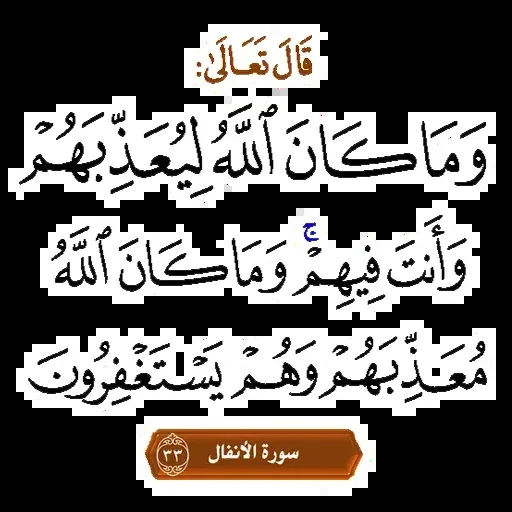 قَالَ تَعَالَىٰ:
وَمَا كَانَ ٱللَّهُ لِيُعَذِّبَهُمْ
وَأَنتَ فِيهِمْ ۚ وَمَا كَانَ ٱللَّهُ
مُعَذِّبَهُمْ وَهُمْ يَسْتَغْفِرُونَ
سورة الأنفال ٣٣